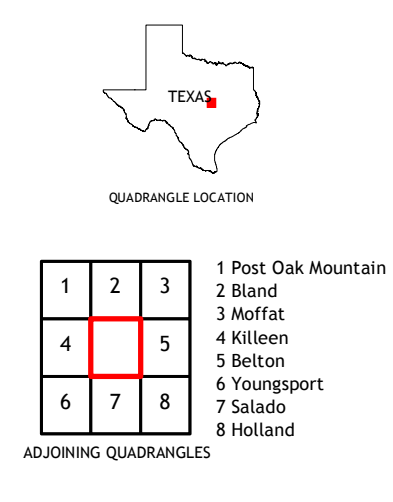 TEXAS
QUADRANGLE LOCATION
1 2 3
4 5
6 7 8
1 Post Oak Mountain
2 Bland
3 Moffat
4 Killeen
5 Belton
6 Youngsport
7 Salado
8 Holland
ADJOINING QUADRANGLES